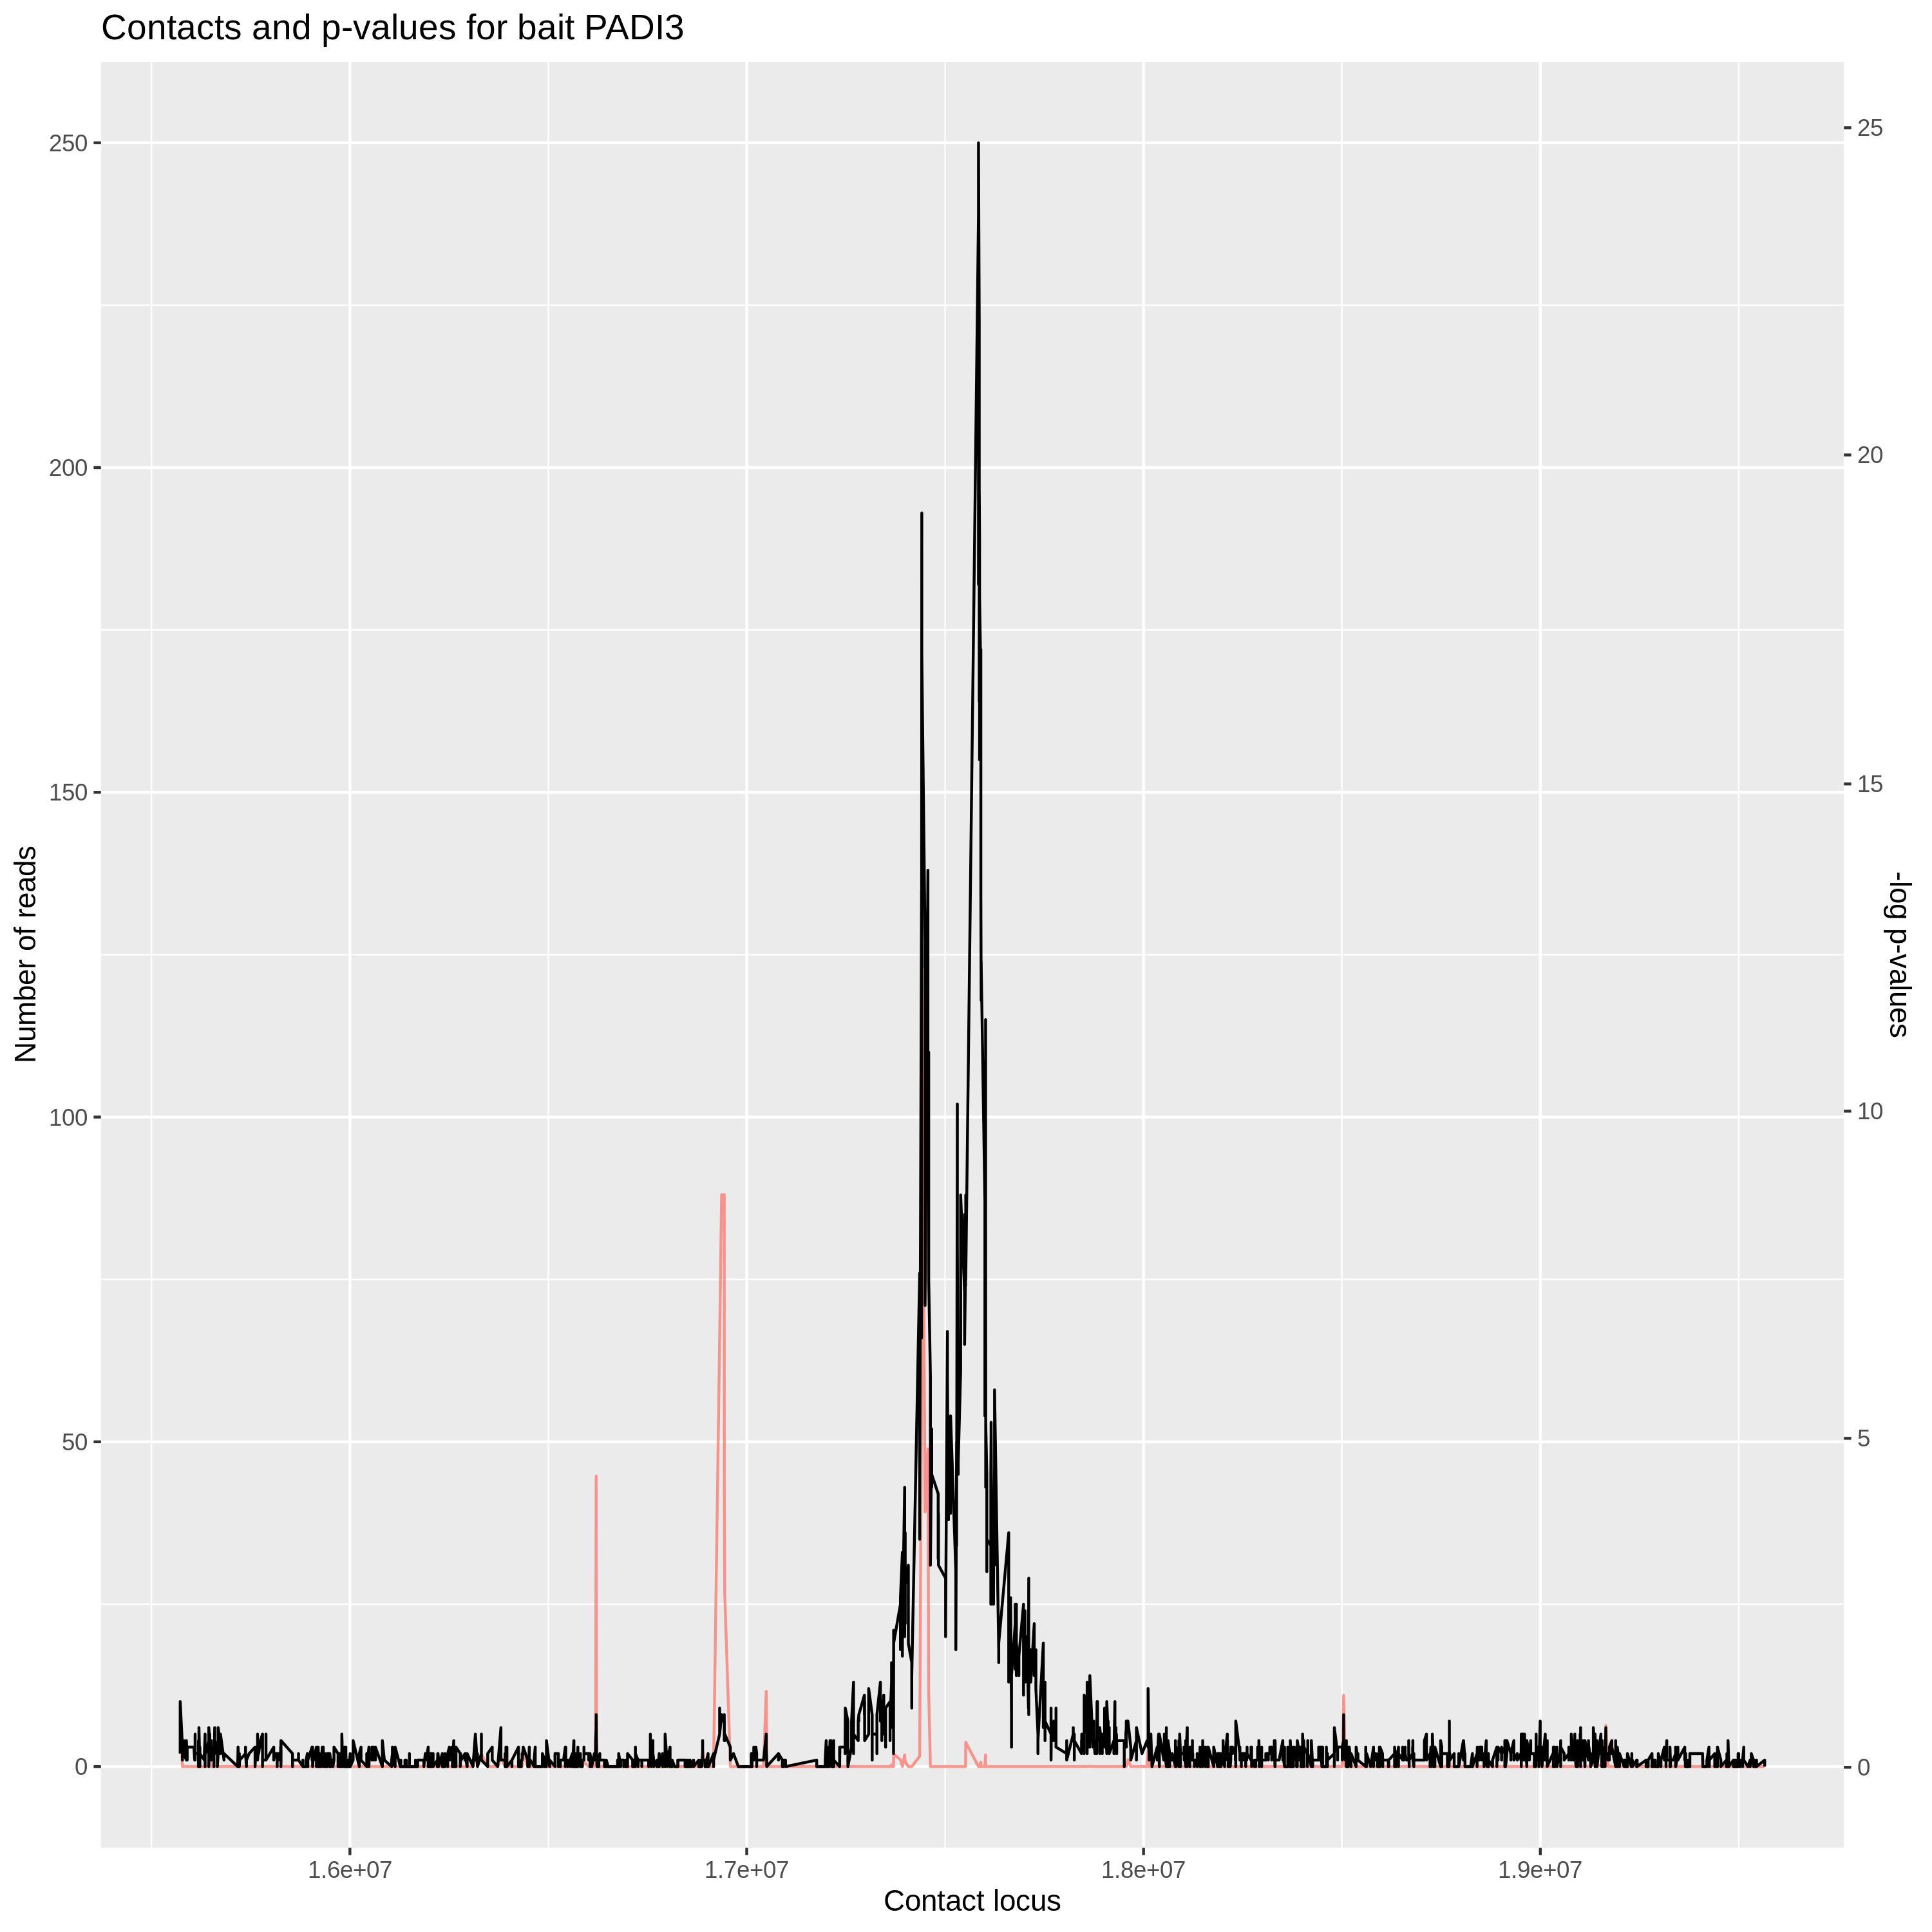 Contacts and p-values for bait PADI3
250
200
150
100
50
0
Number of reads
25
20
15
10
5
0
-log p-values
1.6e+07
1.7e+07
1.8e+07
1.9e+07
Contact locus